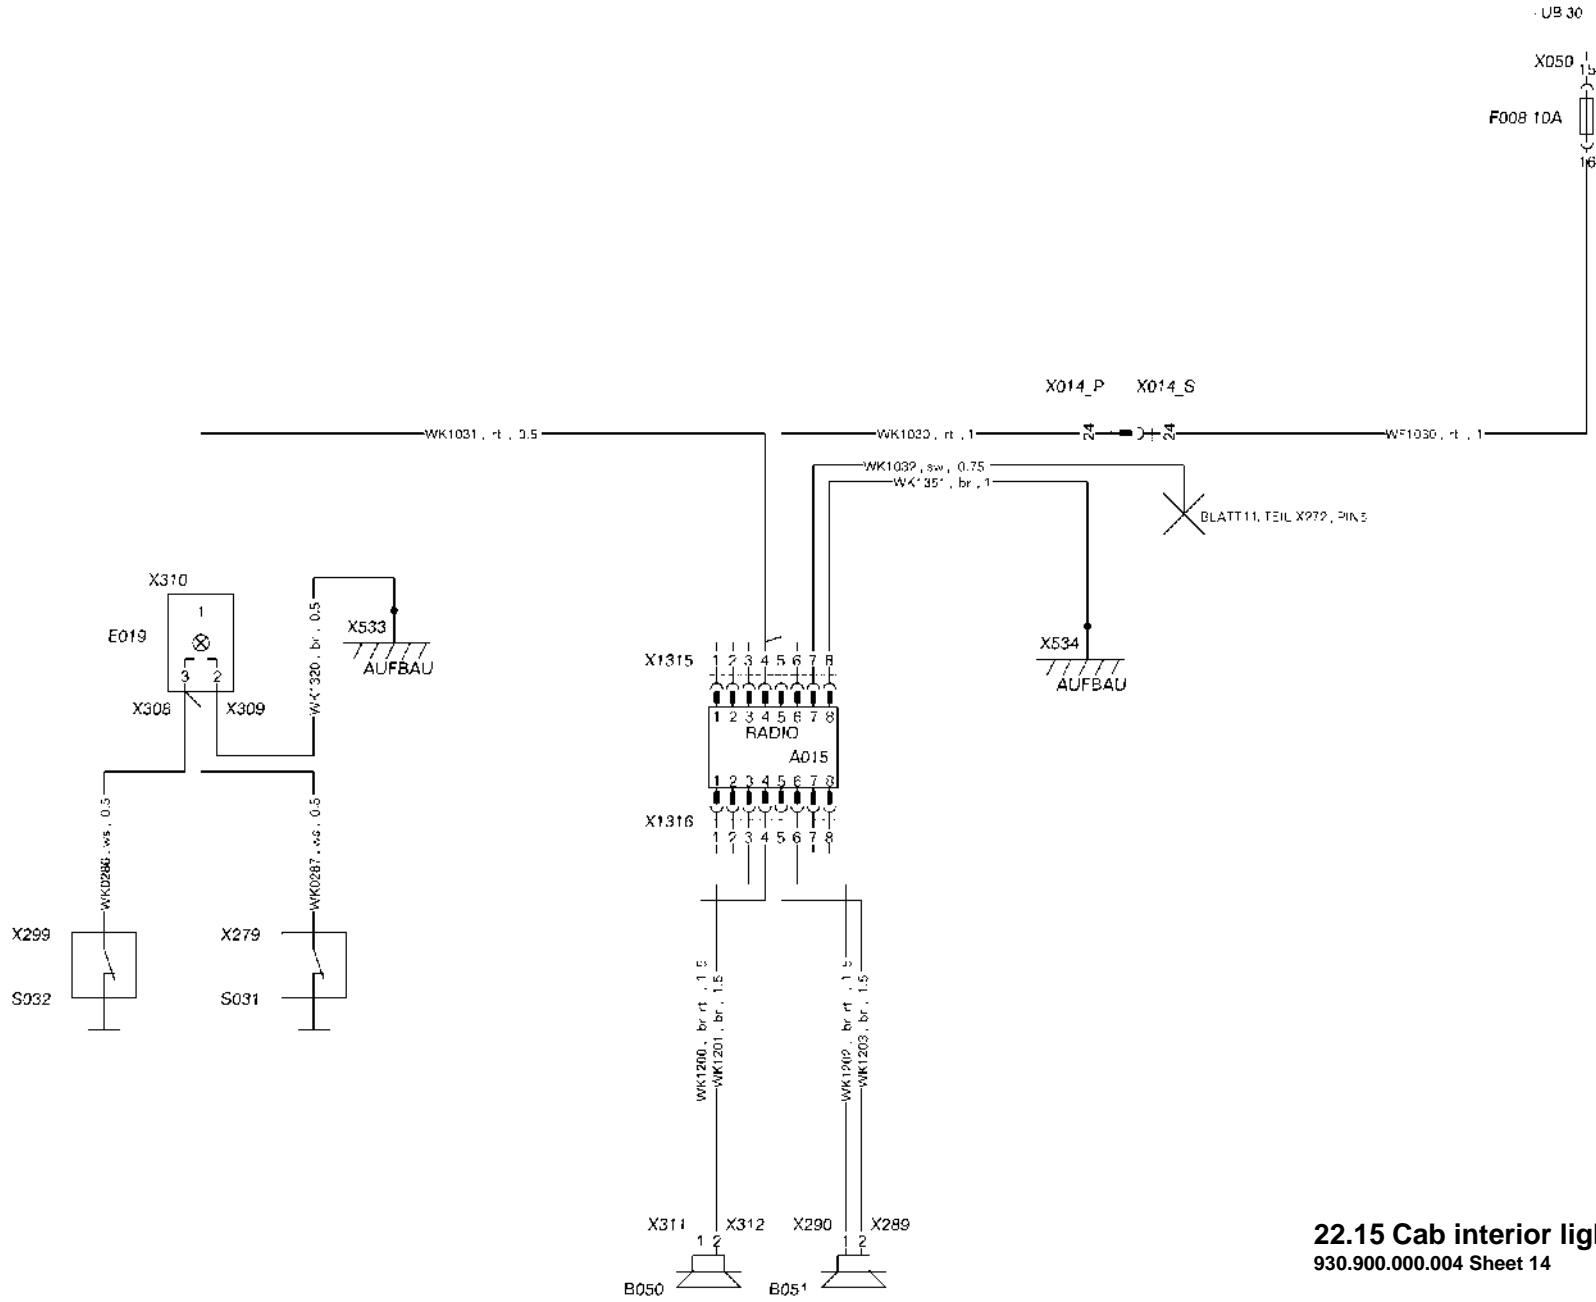 UB 30
X050
15
F008 10A
16
X014_P X014_S
WK1031, rt, 0.5
WK1030, rt, 1
24
24
WF1030, rt, 1
WK1032, sw, 0.75
WK1351, br, 1
BLATT11, TEIL X272, PIN5
X310
1
E019
3 2
X308
X309
WK1320, br, 0.5
X533
AUFBAU
X1315
1 2 3 4 5 6 7 8
1 2 3 4 5 6 7 8
RADIO
A015
1 2 3 4 5 6 7 8
X1316
1 2 3 4 5 6 7 8
X534
AUFBAU
WK0286, ws, 0.5
WK0287, ws, 0.5
X299
X279
S032
S031
WK1200, br rt, 1.5
WK1201, br, 1.5
WK1202, br rt, 1.5
WK1203, br, 1.5
X311 X312 X290 X289
1 2 1 2
B050
B051
22.15 Cab interior lig
930.900.000.004 Sheet 14